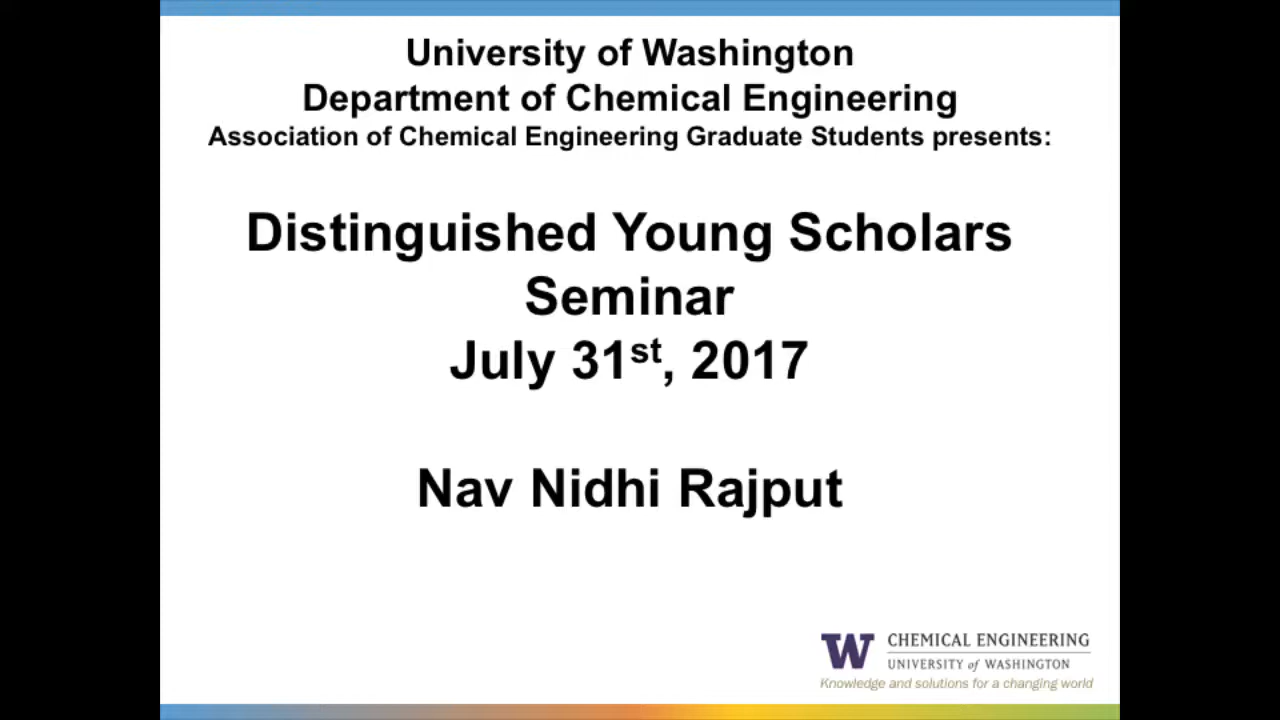 University of Washington
Department of Chemical Engineering
Association of Chemical Engineering Graduate Students presents:
Distinguished Young Scholars
Seminar
July 31st, 2017
Nav Nidhi Rajput
W CHEMICAL ENGINEERING
UNIVERSITY of WASHINGTON
Knowledge and solutions for a changing world